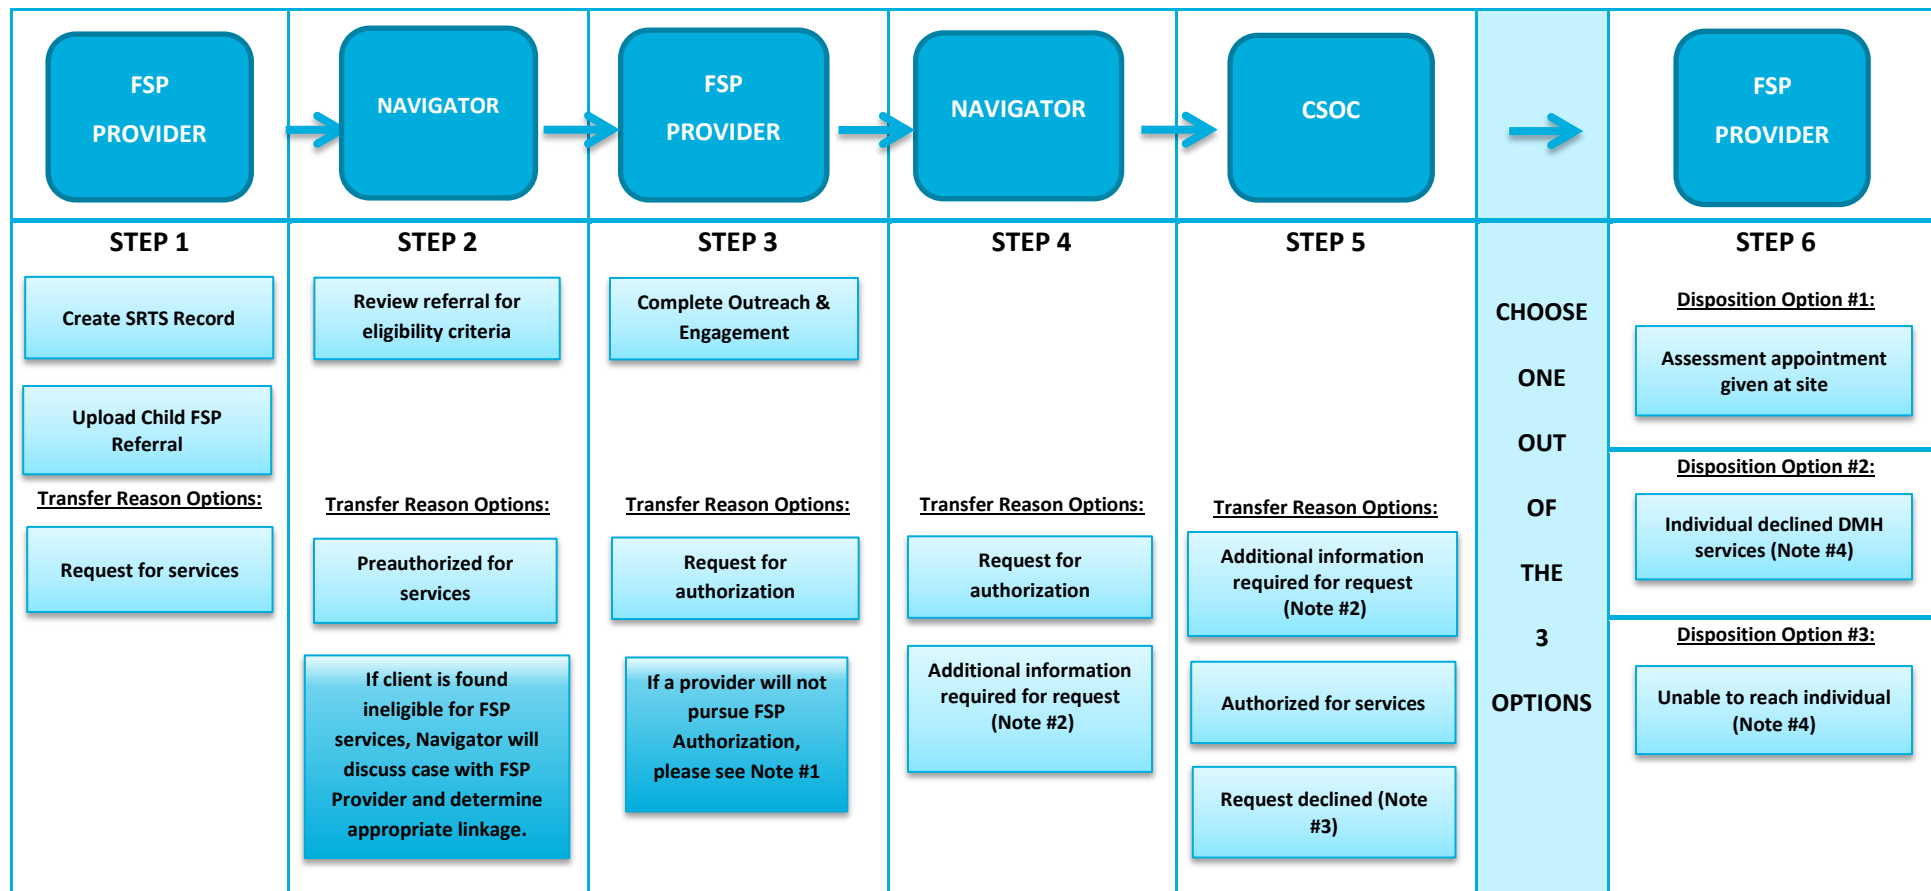 FSP
PROVIDER
NAVIGATOR
FSP
PROVIDER
NAVIGATOR
CSOC
FSP
PROVIDER
STEP 1
Create SRTS Record
Upload Child FSP
Referral
Transfer Reason Options:
Request for services
STEP 2
Review referral for
eligibility criteria
Transfer Reason Options:
Preauthorized for
services
If client is found
ineligible for FSP
services, Navigator will
discuss case with FSP
Provider and determine
appropriate linkage.
STEP 3
Complete Outreach &
Engagement
Transfer Reason Options:
Request for
authorization
If a provider will not
pursue FSP
Authorization,
please see Note #1
STEP 4
Transfer Reason Options:
Request for
authorization
Additional information
required for request
(Note #2)
STEP 5
Transfer Reason Options:
Additional information
required for request
(Note #2)
Authorized for services
Request declined (Note
#3)
CHOOSE
ONE
OUT
OF
THE
3
OPTIONS
STEP 6
Disposition Option #1:
Assessment appointment
given at site
Disposition Option #2:
Individual declined DMH
services (Note #4)
Disposition Option #3:
Unable to reach individual
(Note #4)